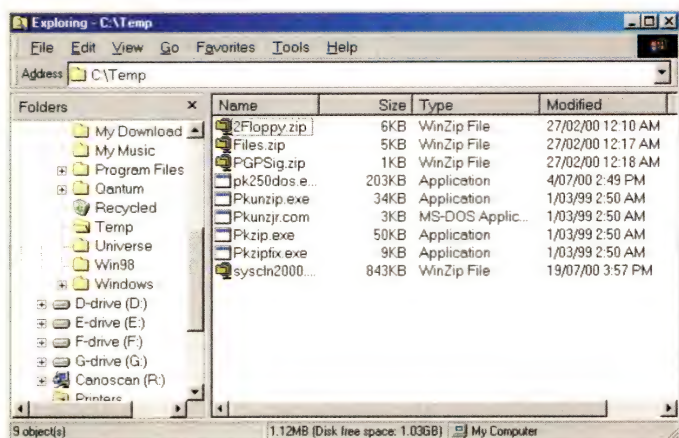 Exploring - C:\Temp
File Edit View Go Favorites Tools Help
Address C:\Temp
Folders x Name Size Type Modified
My Download
My Music
Program Files
Qantum
Recycled
Temp
Universe
Win98
Windows
D-drive (D:)
E-drive (E:)
F-drive (F:)
G-drive (G:)
Canoscan (R:)
Printers
2Floppy.zip 6KB WinZip File 27/02/00 12:10 AM
Files.zip 5KB WinZip File 27/02/00 12:17 AM
PGPSig.zip 1KB WinZip File 27/02/00 12:18 AM
pk250dos.e... 203KB Application 4/07/00 2:49 PM
Pkunzip.exe 34KB Application 1/03/99 2:50 AM
Pkunzjr.com 3KB MS-DOS Applic... 1/03/99 2:50 AM
Pkzip.exe 50KB Application 1/03/99 2:50 AM
Pkzipfix.exe 9KB Application 1/03/99 2:50 AM
syscln2000.... 843KB WinZip File 19/07/00 3:57 PM
9 object(s) 1.12MB (Disk free space: 1.03GB) My Computer